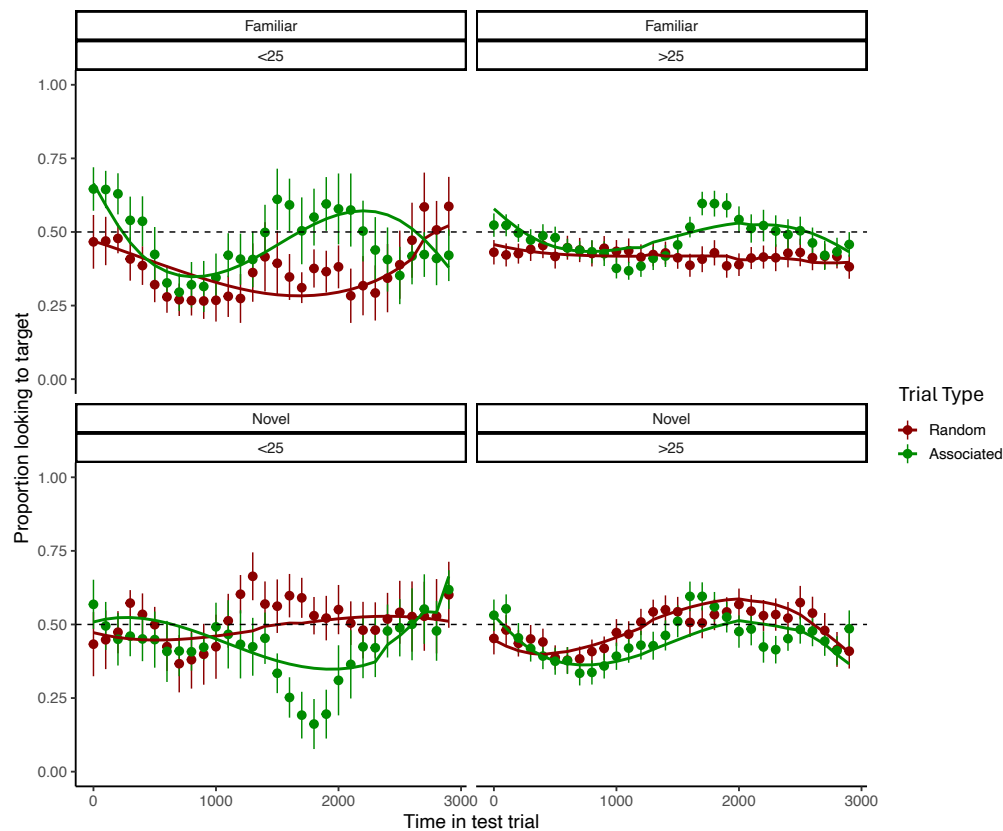 Familiar
<25
Familiar
>25
1.00
0.75
0.50
0.25
0.00
Novel
<25
Novel
>25
1.00
0.75
0.50
0.25
0.00
0
1000
2000
3000
0
1000
2000
3000
Time in test trial
Proportion looking to target
Trial Type
Random
Associated